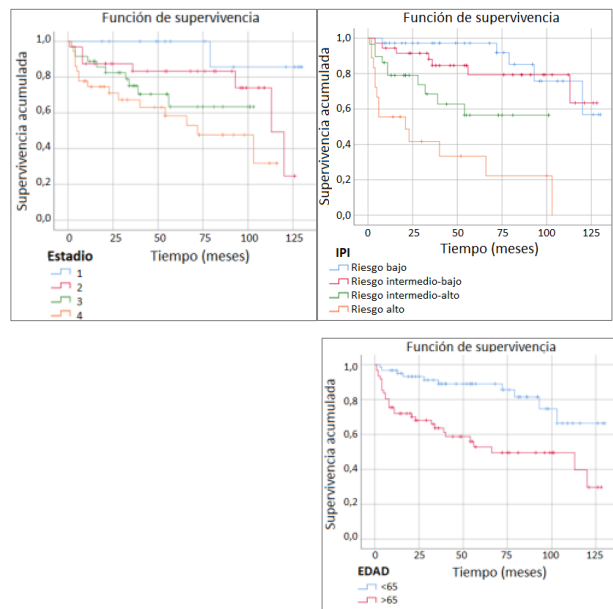 Función de supervivencia
Supervivencia acumulada
1,0
0,8
0,6
0,4
0,2
0,0
0 25 50 75 100 125
Tiempo (meses)
Estadio
1
2
3
4
Función de supervivencia
Supervivencia acumulada
1,0
0,8
0,6
0,4
0,2
0,0
0 25 50 75 100 125
Tiempo (meses)
IPI
Riesgo bajo
Riesgo intermedio-bajo
Riesgo intermedio-alto
Riesgo alto
Función de supervivencia
Supervivencia acumulada
1,0
0,8
0,6
0,4
0,2
0,0
0 25 50 75 100 125
Tiempo (meses)
EDAD
<65
>65